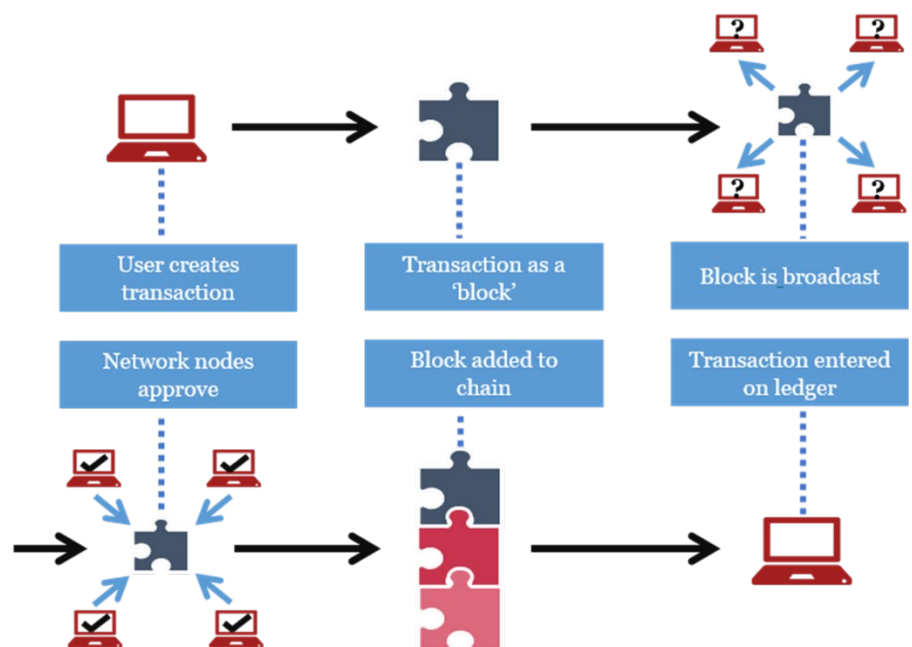 ?
?
?
?
User creates
transaction
Transaction as a
‘block’
Block is broadcast
Network nodes
approve
Block added to
chain
Transaction entered
on ledger